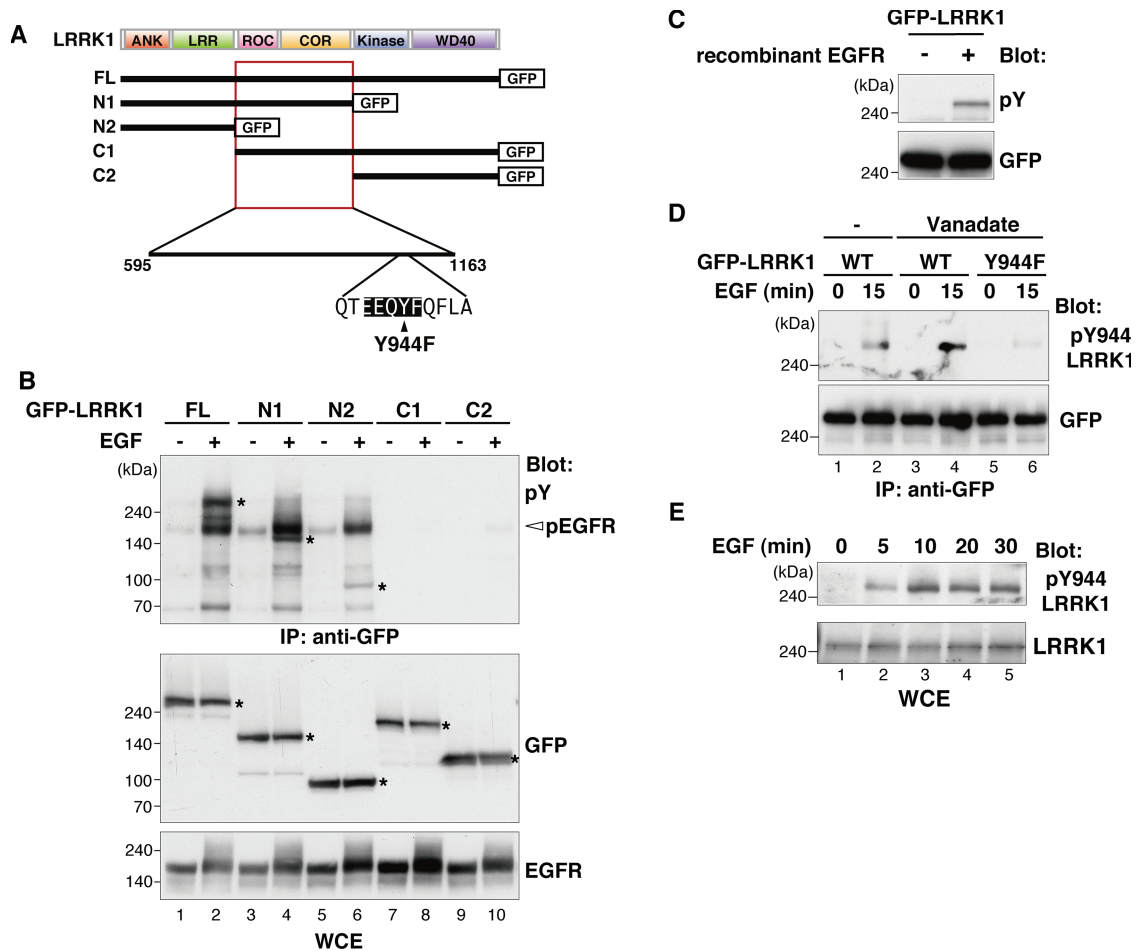 A
LRRK1 ANK LRR ROC COR Kinase WD40
FL GFP
N1 GFP
N2 GFP
C1 GFP
C2 GFP
595 1163
QTEEQYFQFLA
Y944F
B
GFP-LRRK1 FL N1 N2 C1 C2
EGF - + - + - + - + - +
(kDa) Blot:
pY
240 *
◁pEGFR
140 *
100 *
70
IP: anti-GFP
240 * *
140 * GFP
100 * *
70
240
EGFR
140
1 2 3 4 5 6 7 8 9 10
WCE
C
GFP-LRRK1
recombinant EGFR - + Blot:
(kDa)
pY
240
GFP
240
D
- Vanadate
GFP-LRRK1 WT WT Y944F
EGF (min) 0 15 0 15 0 15
Blot:
(kDa)
pY944
LRRK1
240
GFP
240
1 2 3 4 5 6
IP: anti-GFP
E
EGF (min) 0 5 10 20 30 Blot:
(kDa)
pY944
LRRK1
240
LRRK1
240
1 2 3 4 5
WCE